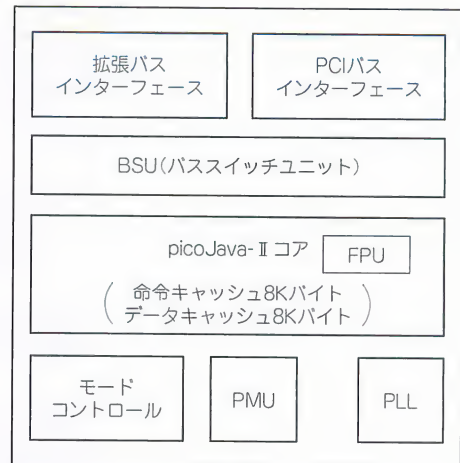 拡張バス
インターフェース
PCIバス
インターフェース
BSU(バススイッチユニット)
picoJava-Ⅱコア
FPU
命令キャッシュ8Kバイト
データキャッシュ8Kバイト
モード
コントロール
PMU
PLL